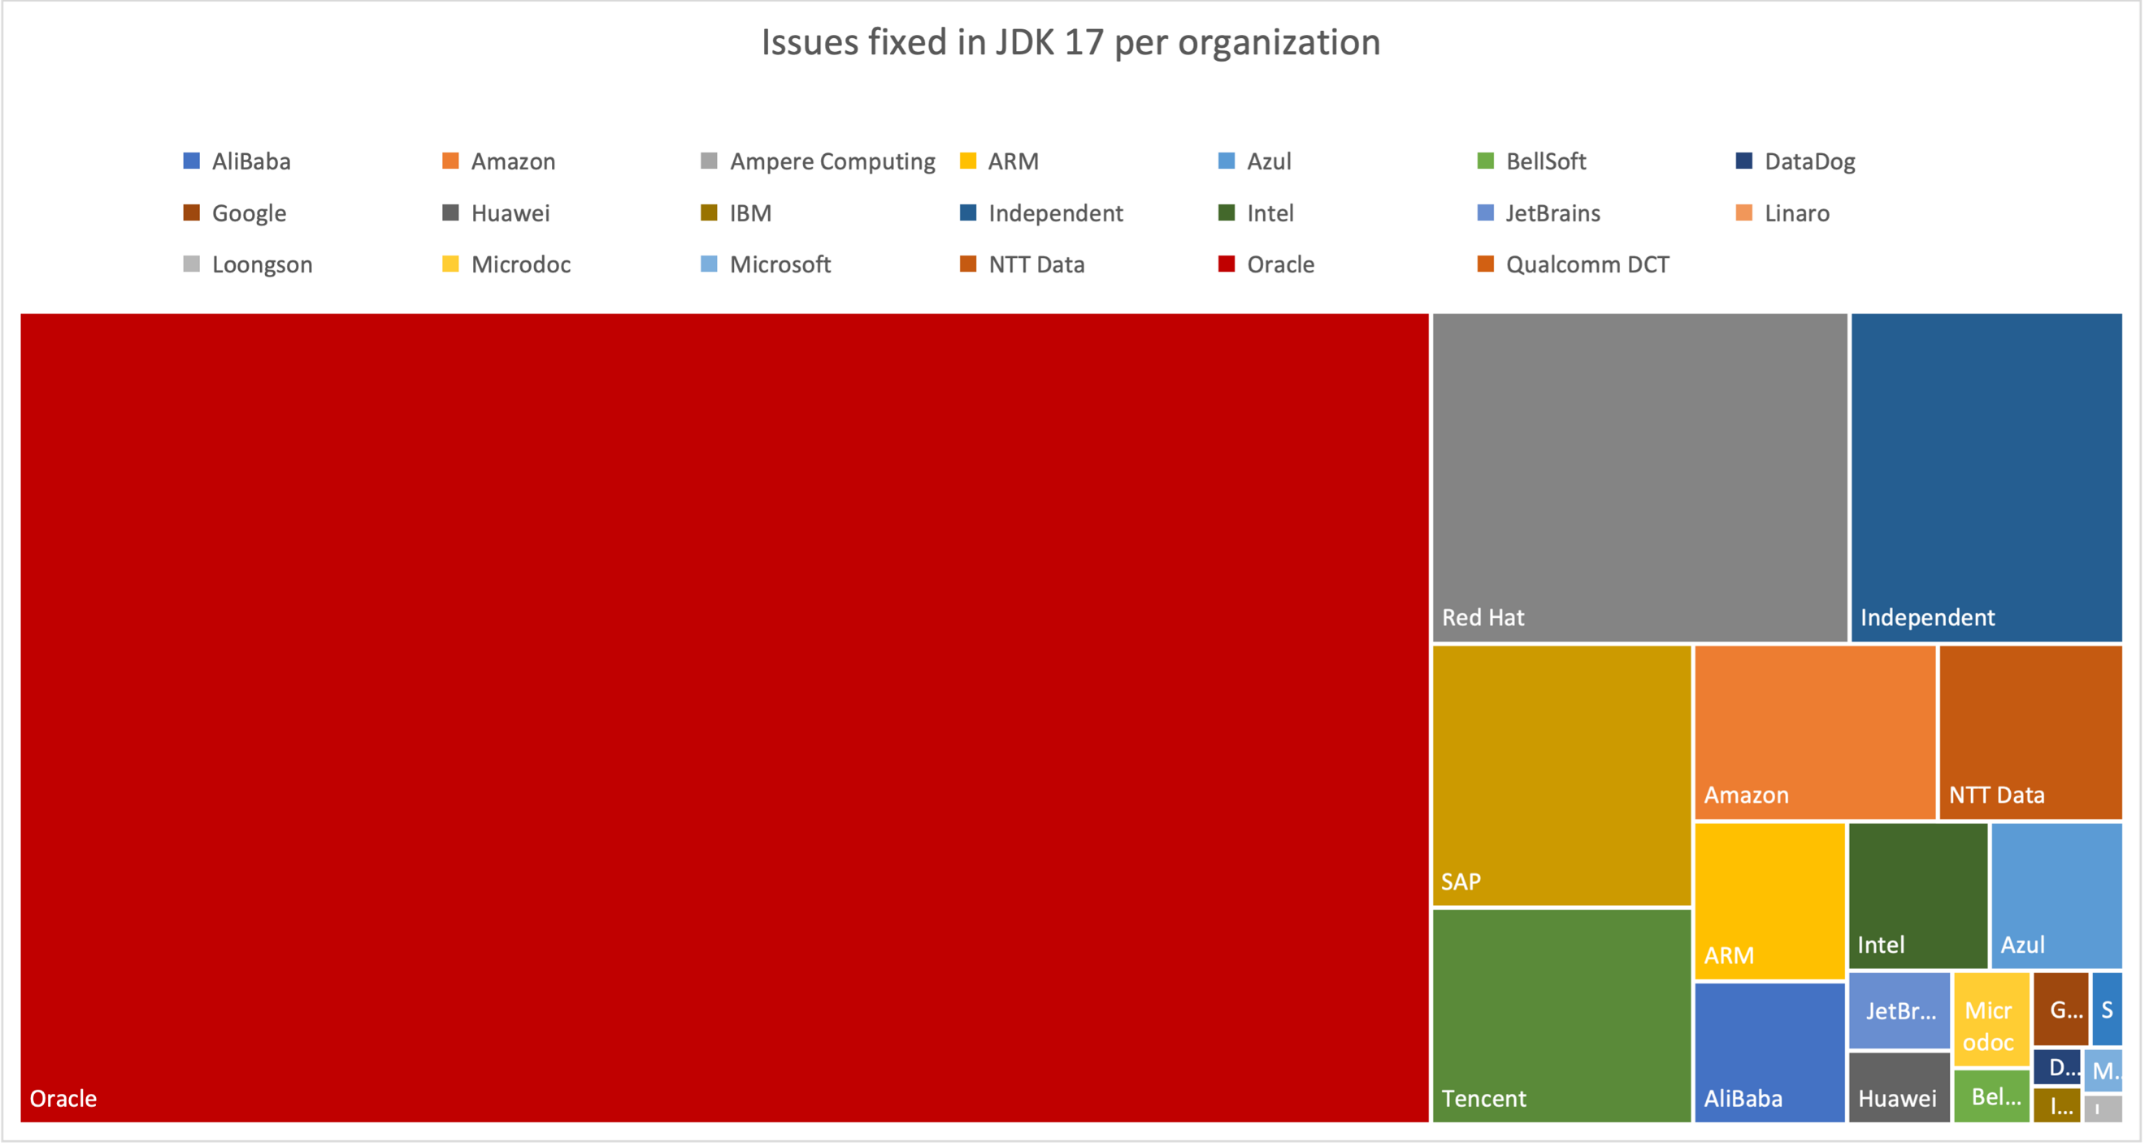 Issues fixed in JDK 17 per organization
AliBaba Amazon Ampere Computing ARM Azul BellSoft DataDog
Google Huawei IBM Independent Intel JetBrains Linaro
Loongson Microdoc Microsoft NTT Data Oracle Qualcomm DCT
Red Hat Independent
SAP Amazon NTT Data
ARM Intel Azul
JetBr... Micr G... S
odoc
D... M..
Oracle Tencent AliBaba Huawei Bel... I...